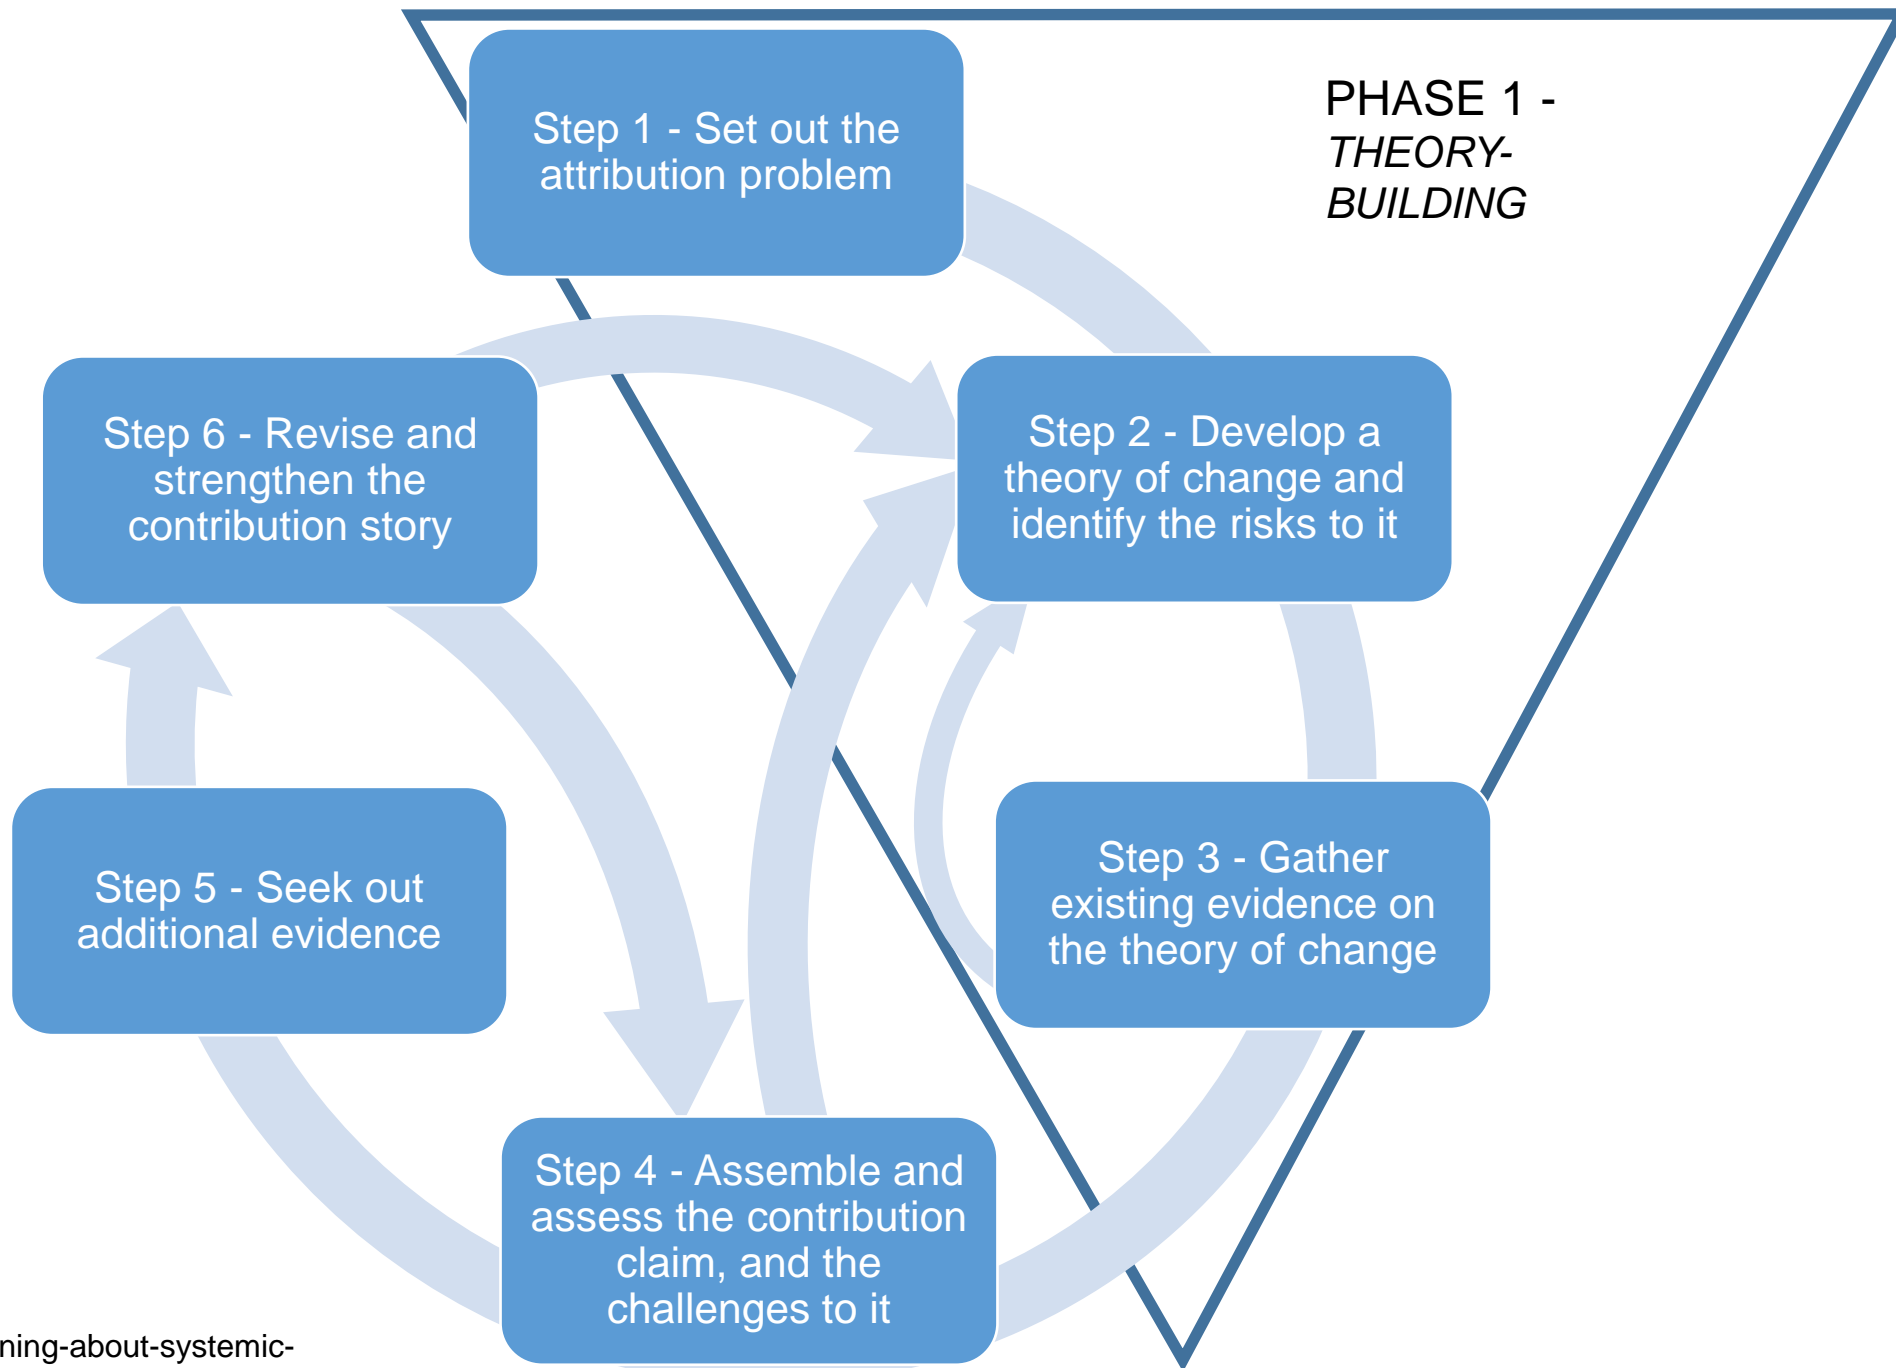 Step 1 - Set out the
attribution problem
PHASE 1 -
THEORY-
BUILDING
Step 6 - Revise and
strengthen the
contribution story
Step 2 - Develop a
theory of change and
identify the risks to it
Step 5 - Seek out
additional evidence
Step 3 - Gather
existing evidence on
the theory of change
Step 4 - Assemble and
assess the contribution
claim, and the
challenges to it
ning-about-systemic-